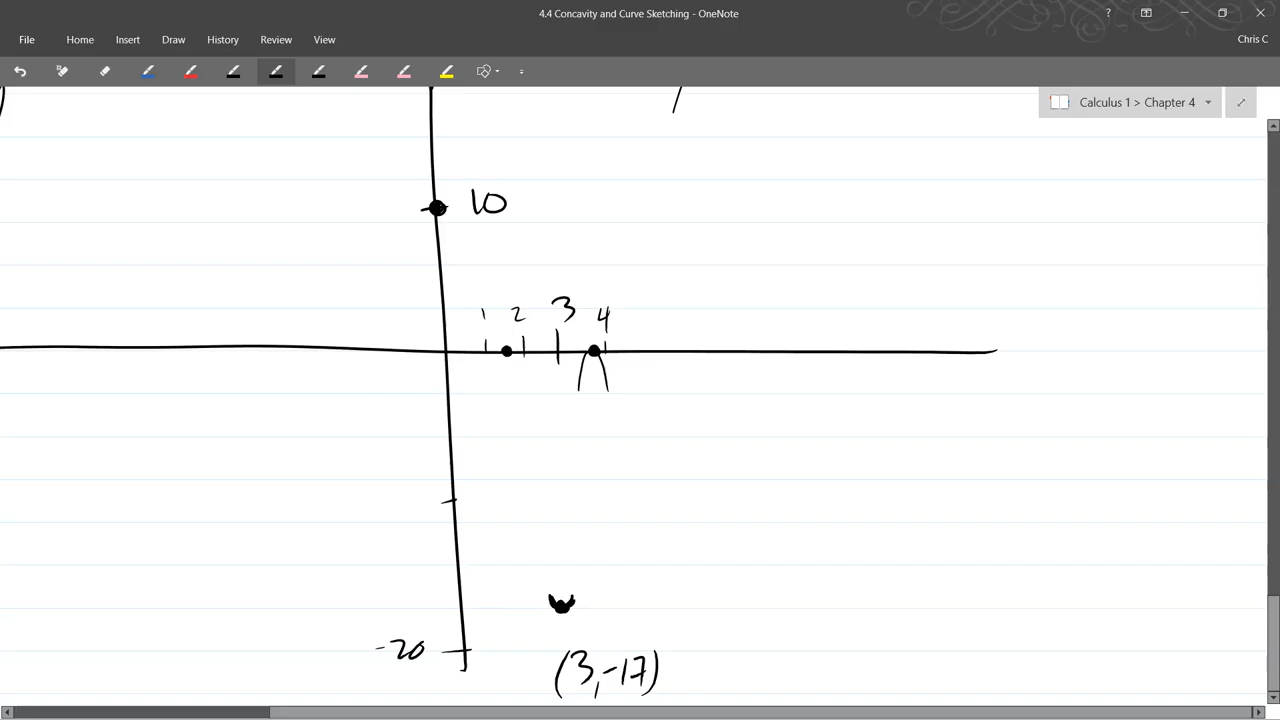 4.4 Concavity and Curve Sketching - OneNote
File Home Insert Draw History Review View
Chris C
Calculus 1 > Chapter 4
10
1 2 3 4
-20
(3,-17)